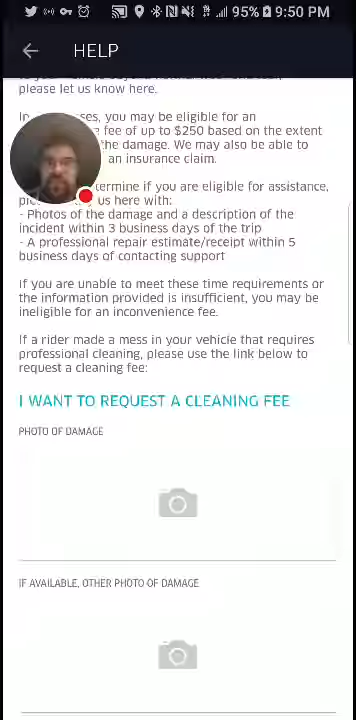 95% 9:50 PM
HELP
please let us know here.
In ses, you may be eligible for an
fee of up to $250 based on the extent
the damage. We may also be able to
an insurance claim.
termine if you are eligible for assistance,
us here with:
- Photos of the damage and a description of the
incident within 3 business days of the trip
- A professional repair estimate/receipt within 5
business days of contacting support
If you are unable to meet these time requirements or
the information provided is insufficient, you may be
ineligible for an inconvenience fee.
If a rider made a mess in your vehicle that requires
professional cleaning, please use the link below to
request a cleaning fee:
I WANT TO REQUEST A CLEANING FEE
PHOTO OF DAMAGE
IF AVAILABLE, OTHER PHOTO OF DAMAGE